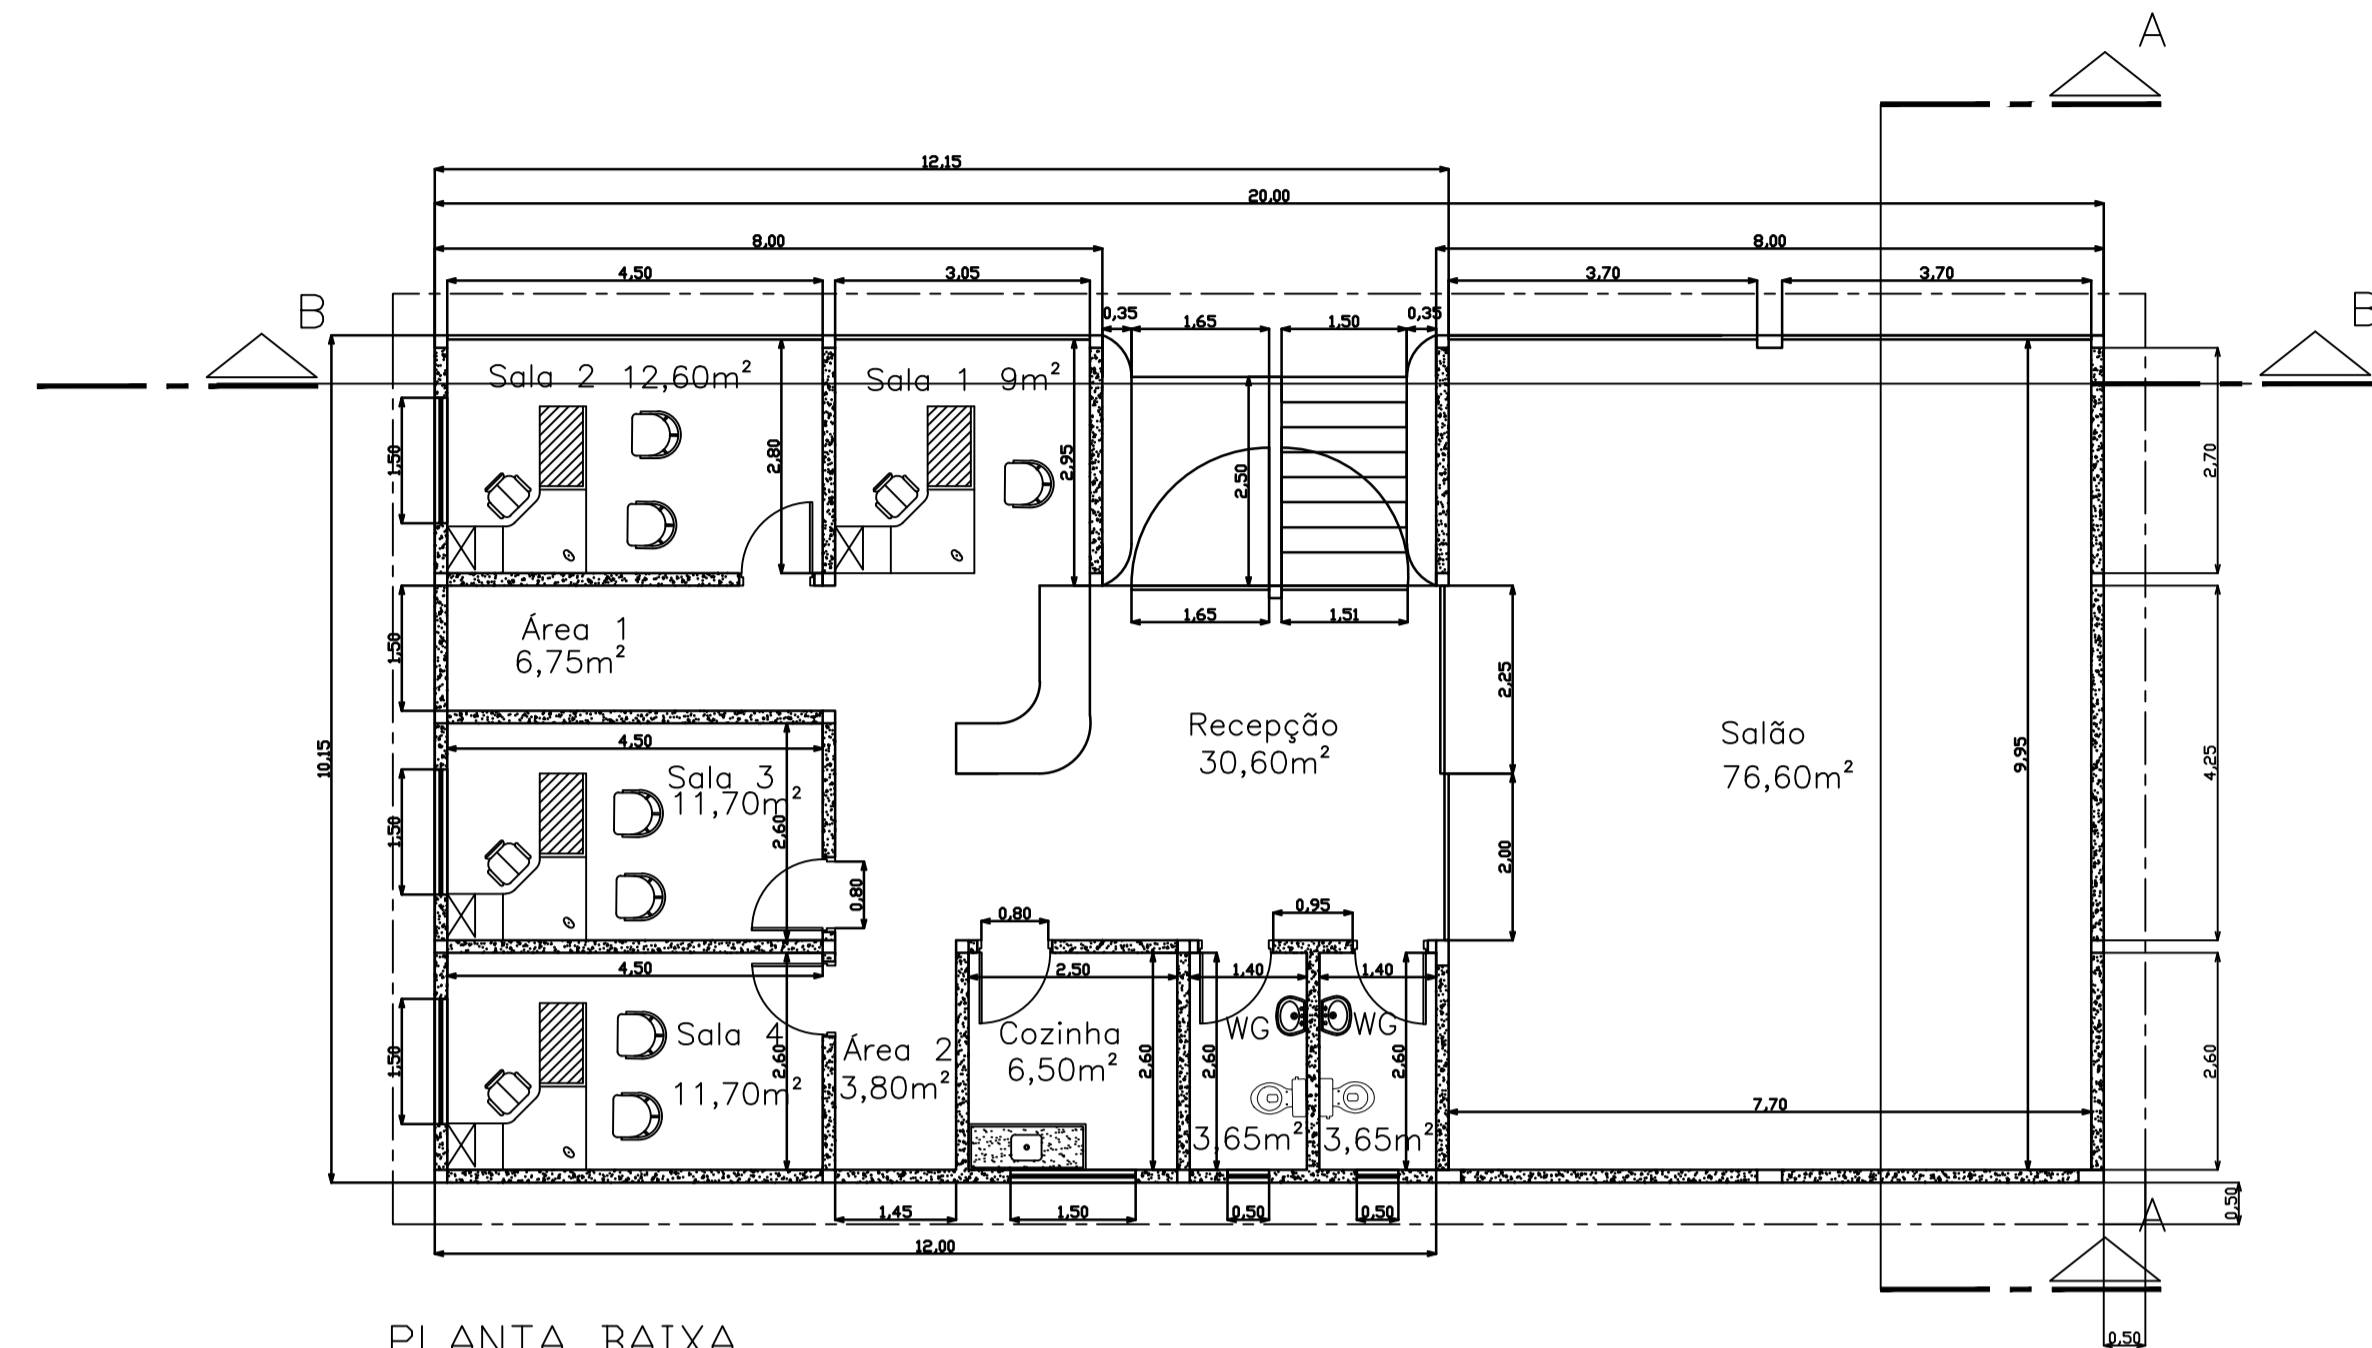 A
12,15
20,00
8,00
8,00
4,50
3,05
3,70
3,70
B
B
0,35
1,65
1,50
0,35
Sala 2 12,60m²
Sala 1 9m²
1,50
2,80
2,95
2,50
2,70
1,65
1,51
Área 1
6,75m²
1,50
2,25
Recepção
30,60m²
Salão
76,60m²
10,15
9,95
4,25
4,50
Sala 3
11,70m²
1,50
2,60
2,00
0,80
0,80
0,95
4,50
2,50
1,40
1,40
Sala 4
11,70m²
1,50
2,60
Área 2
3,80m²
Cozinha
6,50m²
2,60
WG
WG
2,60
2,60
2,60
3,65m²
3,65m²
7,70
1,45
1,50
0,50
0,50
0,50
A
12,00
PLANTA BAIXA
0,50